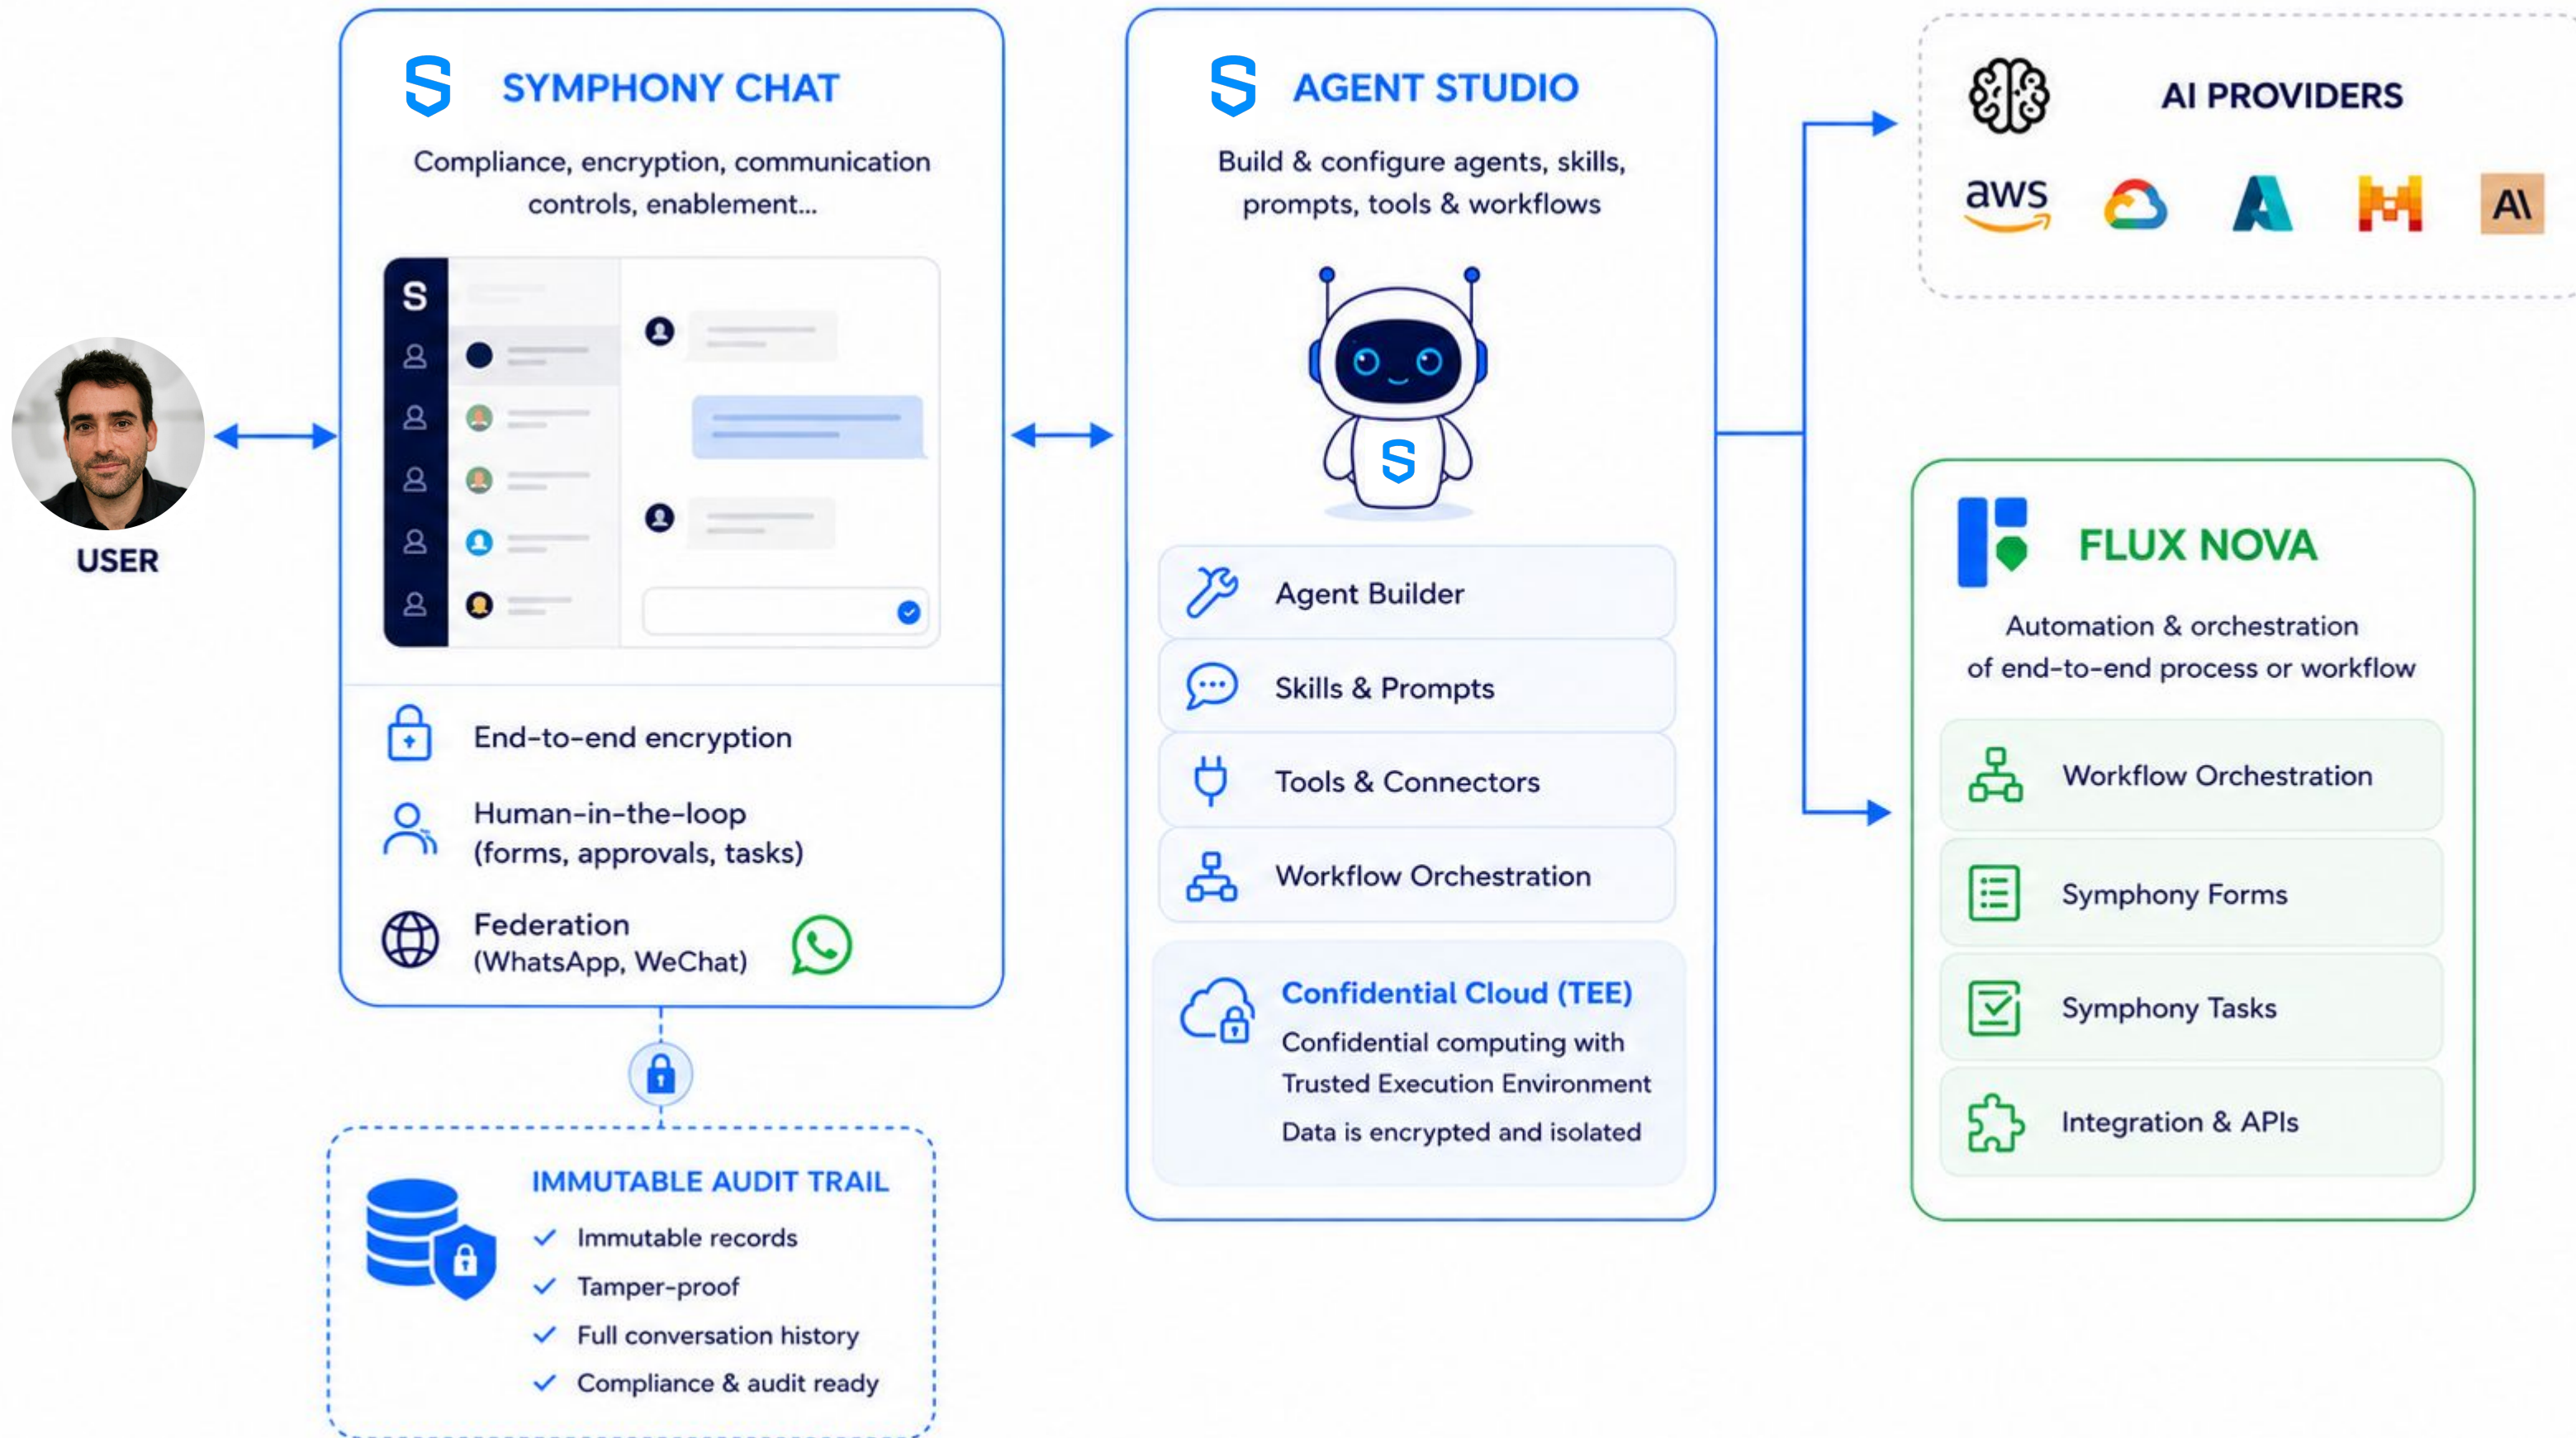 USER
S SYMPHONY CHAT
Compliance, encryption, communication
controls, enablement...
S
End-to-end encryption
Human-in-the-loop
(forms, approvals, tasks)
Federation
(WhatsApp, WeChat)
IMMUTABLE AUDIT TRAIL
Immutable records
Tamper-proof
Full conversation history
Compliance & audit ready
S AGENT STUDIO
Build & configure agents, skills,
prompts, tools & workflows
S
Agent Builder
Skills & Prompts
Tools & Connectors
Workflow Orchestration
Confidential Cloud (TEE)
Confidential computing with
Trusted Execution Environment
Data is encrypted and isolated
AI PROVIDERS
aws
A\
FLUX NOVA
Automation & orchestration
of end-to-end process or workflow
Workflow Orchestration
Symphony Forms
Symphony Tasks
Integration & APIs